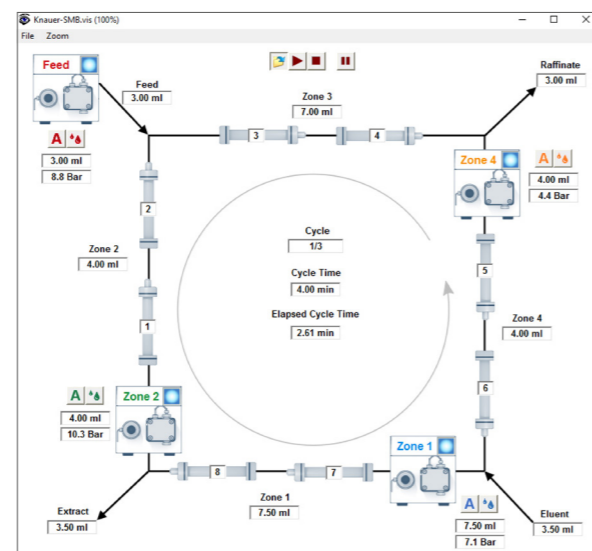 Knauer-SMB.vis (100%)
File Zoom
Feed
Feed
3.00 ml
Raffinate
3.00 ml
Zone 3
7.00 ml
A
3.00 ml
8.8 Bar
3
4
Zone 4
A
4.00 ml
4.4 Bar
2
Zone 2
4.00 ml
Cycle
1/3
Cycle Time
4.00 min
Elapsed Cycle Time
2.61 min
5
1
Zone 4
4.00 ml
6
A
4.00 ml
10.3 Bar
Zone 2
Zone 1
8
7
Extract
3.50 ml
Zone 1
7.50 ml
A
7.50 ml
7.1 Bar
Eluent
3.50 ml